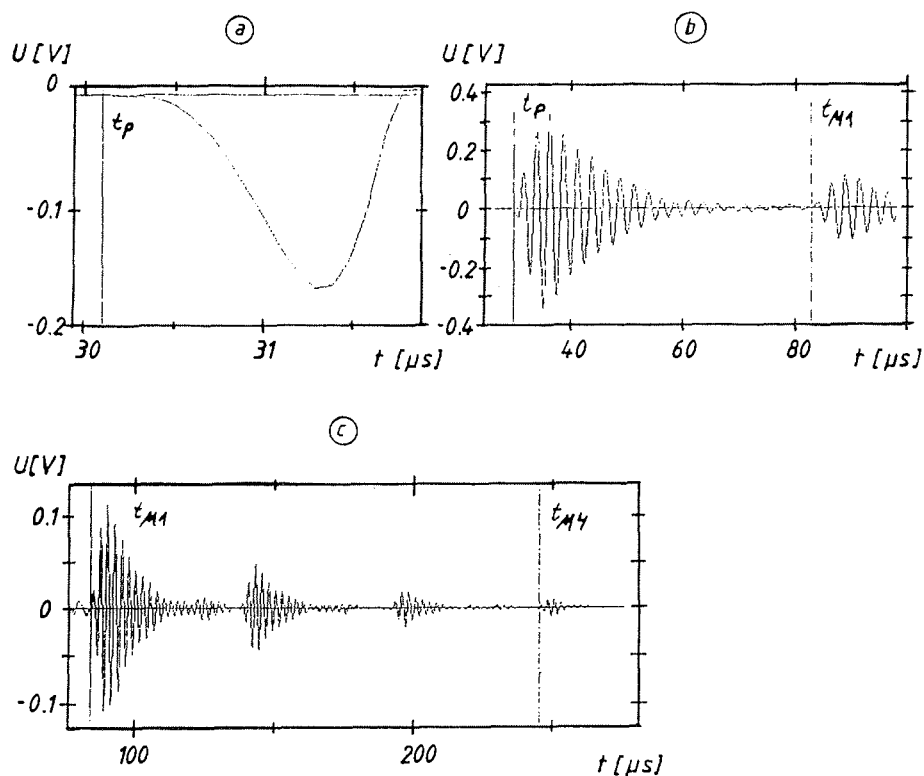 a
U [V]
0
t_P
-0.1
-0.2
30
31
t [μs]
b
U [V]
0.4
t_P
t_M1
0.2
0
-0.2
-0.4
40
60
80
t [μs]
c
U[V]
0.1
t_M1
t_M4
0
-0.1
100
200
t [μs]